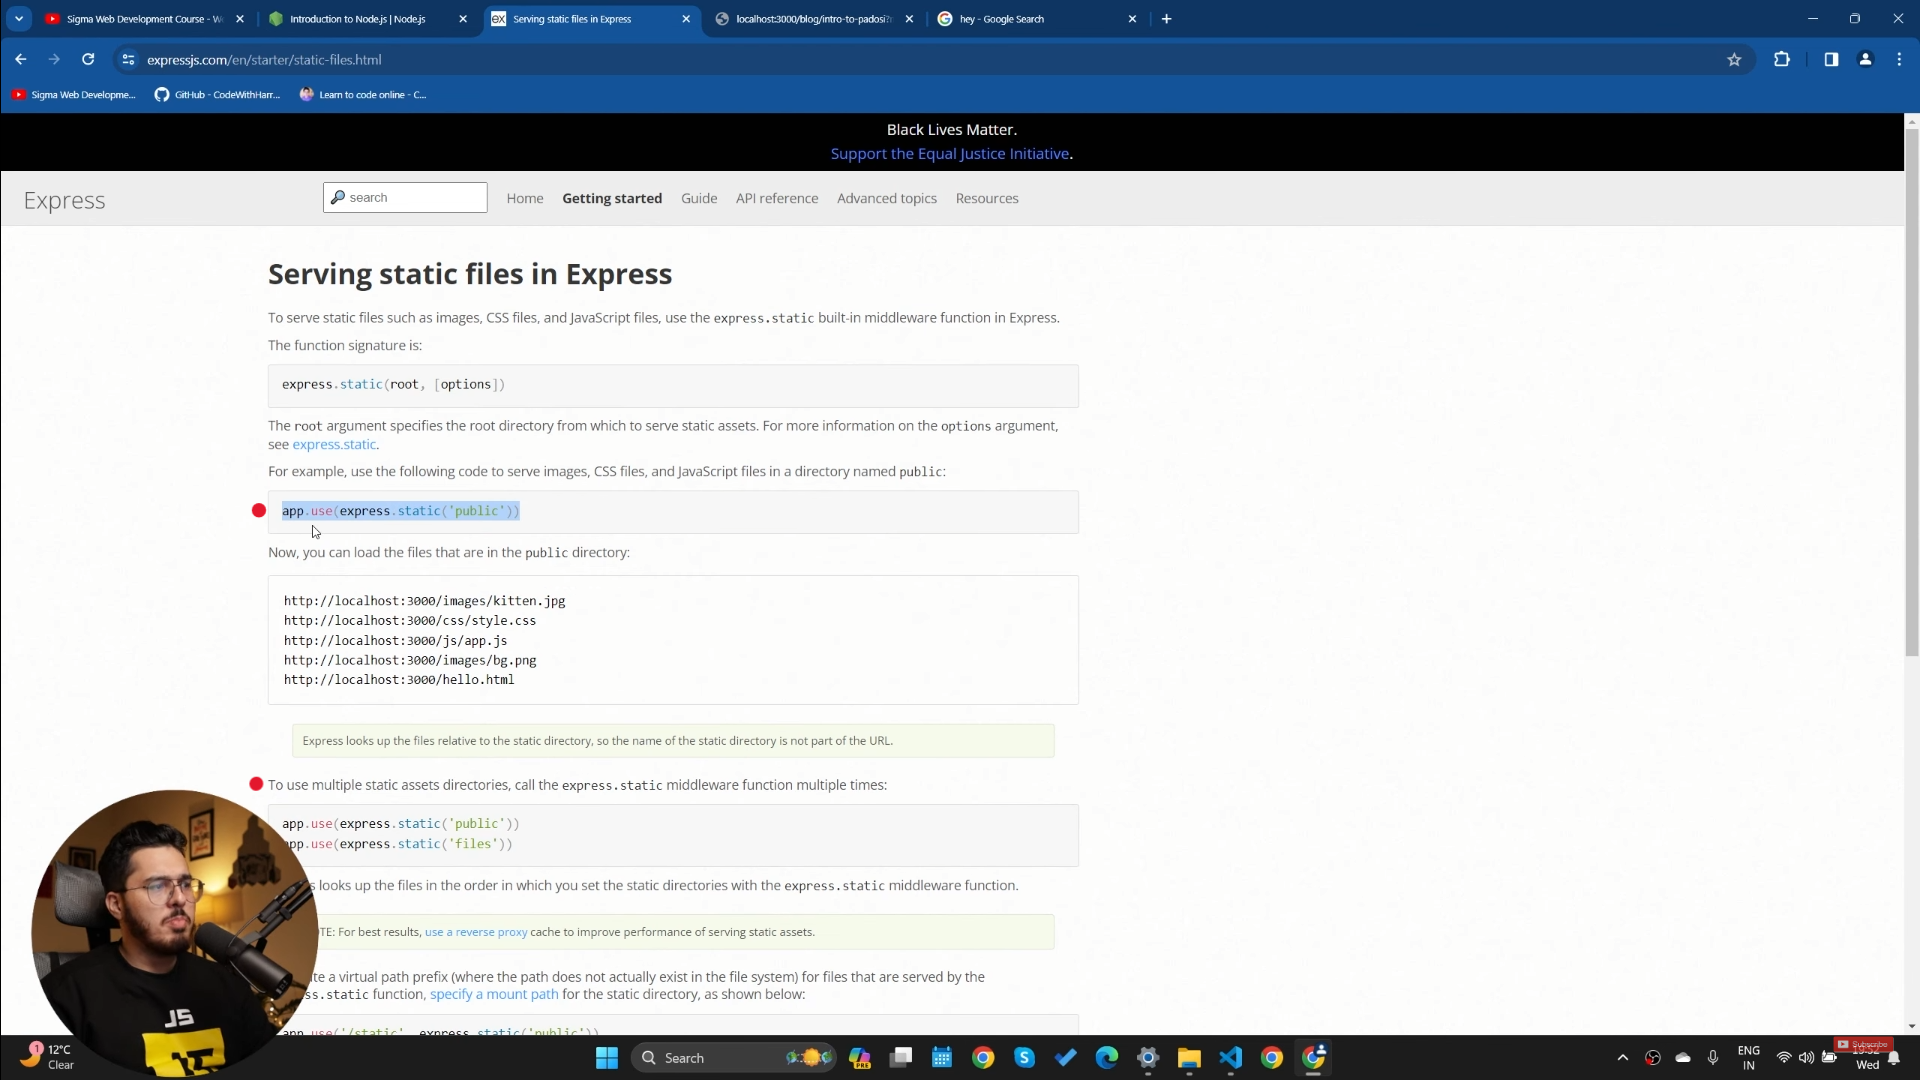 Sigma Web Development Course - W
Introduction to Node.js | Node.js
ex
Serving static files in Express
localhost:3000/blog/intro-to-padosi?
hey - Google Search
expressjs.com/en/starter/static-files.html
Sigma Web Developme...
GitHub - CodeWithHarr...
Learn to code online - C...
Black Lives Matter.
Support the Equal Justice Initiative.
Express
search
Home
Getting started
Guide
API reference
Advanced topics
Resources
Serving static files in Express
To serve static files such as images, CSS files, and JavaScript files, use the express.static built-in middleware function in Express.
The function signature is:
express.static(root, [options])
The root argument specifies the root directory from which to serve static assets. For more information on the options argument,
see express.static.
For example, use the following code to serve images, CSS files, and JavaScript files in a directory named public:
app.use(express.static('public'))
Now, you can load the files that are in the public directory:
http://localhost:3000/images/kitten.jpg
http://localhost:3000/css/style.css
http://localhost:3000/js/app.js
http://localhost:3000/images/bg.png
http://localhost:3000/hello.html
Express looks up the files relative to the static directory, so the name of the static directory is not part of the URL.
To use multiple static assets directories, call the express.static middleware function multiple times:
app.use(express.static('public'))
pp.use(express.static('files'))
s looks up the files in the order in which you set the static directories with the express.static middleware function.
TE: For best results, use a reverse proxy cache to improve performance of serving static assets.
te a virtual path prefix (where the path does not actually exist in the file system) for files that are served by the
ss.static function, specify a mount path for the static directory, as shown below:
app.use('/static', express.static('public'))
JS
1
12°C
Clear
Search
PRE
ENG
IN
Subscribe
Wed